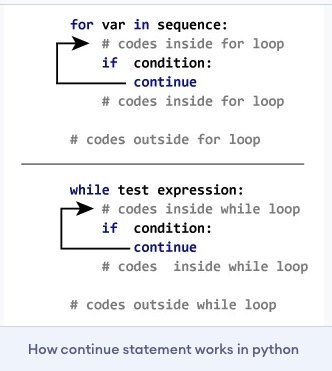 for var in sequence:
# codes inside for loop
if condition:
continue
# codes inside for loop
# codes outside for loop
while test expression:
# codes inside while loop
if condition:
continue
# codes inside while loop
# codes outside while loop
How continue statement works in python